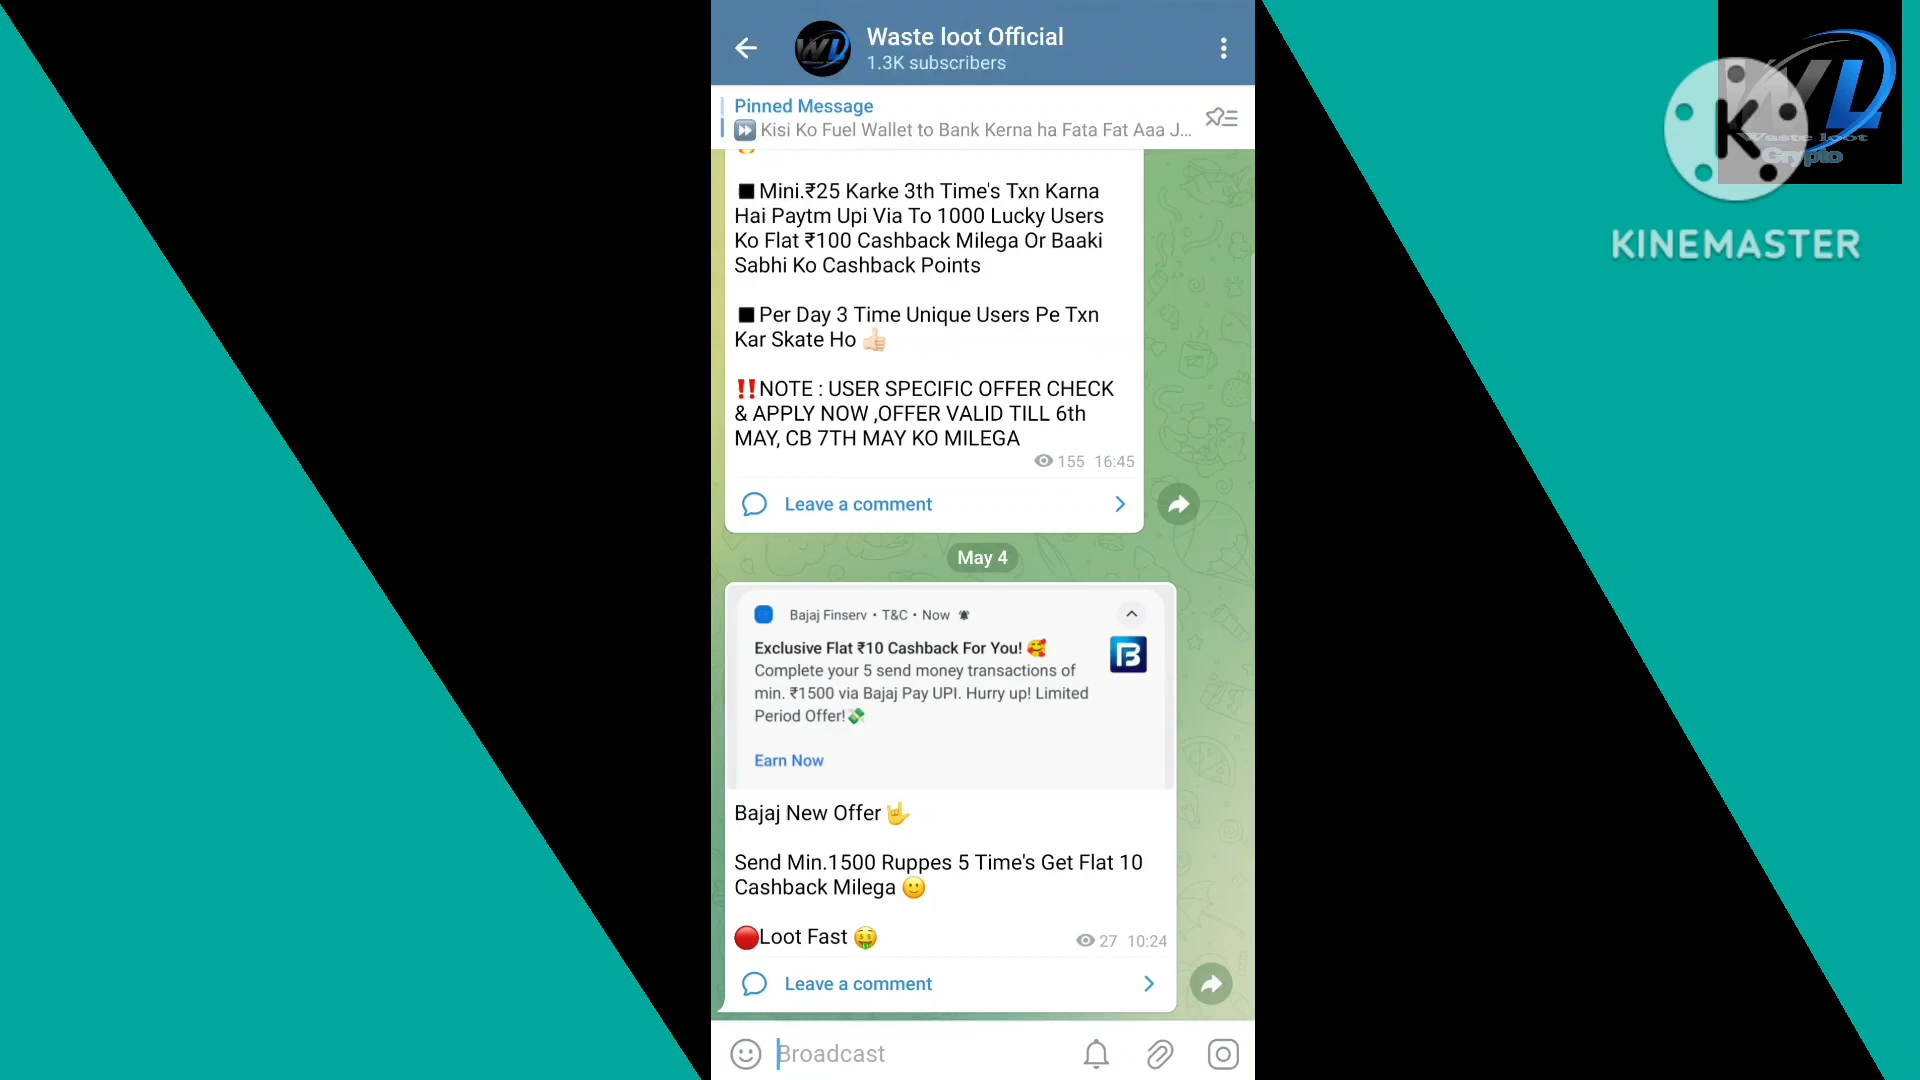 Waste loot Official
1.3K subscribers
Pinned Message
Kisi Ko Fuel Wallet to Bank Kerna ha Fata Fat Aaa J...
Mini.₹25 Karke 3th Time's Txn Karna
Hai Paytm Upi Via To 1000 Lucky Users
Ko Flat ₹100 Cashback Milega Or Baaki
Sabhi Ko Cashback Points
Per Day 3 Time Unique Users Pe Txn
Kar Skate Ho 👍🏻
‼️NOTE : USER SPECIFIC OFFER CHECK
& APPLY NOW ,OFFER VALID TILL 6th
MAY, CB 7TH MAY KO MILEGA
155 16:45
Leave a comment
May 4
Bajaj Finserv • T&C • Now
Exclusive Flat ₹10 Cashback For You! 🥰
Complete your 5 send money transactions of
min. ₹1500 via Bajaj Pay UPI. Hurry up! Limited
Period Offer!💸
Earn Now
Bajaj New Offer 🤟
Send Min.1500 Ruppes 5 Time's Get Flat 10
Cashback Milega 🙂
🔴Loot Fast 🤑
27 10:24
Leave a comment
Broadcast
WL
Waste loot
Crypto
K
KINEMASTER